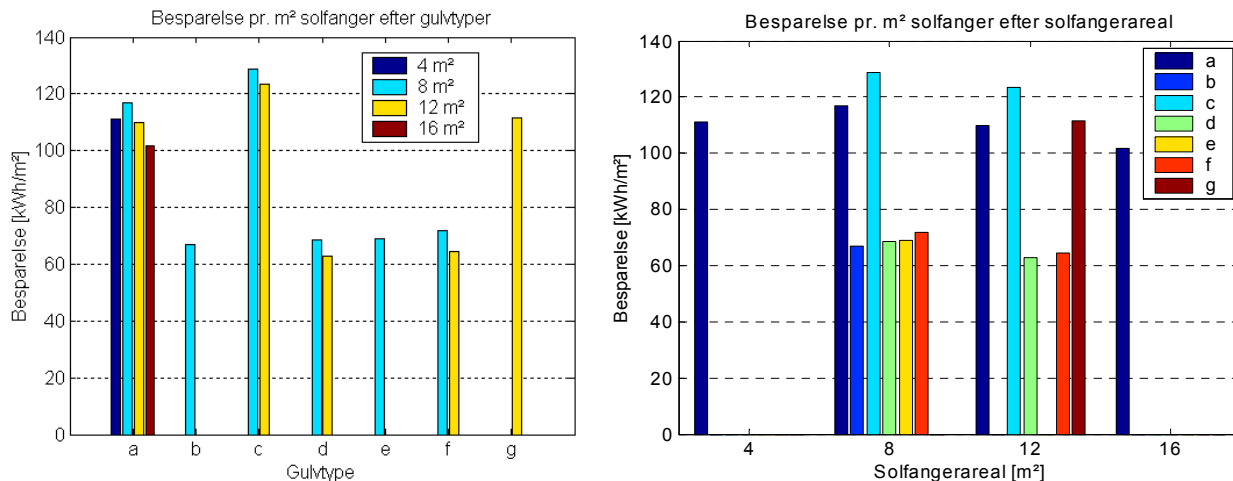 Besparelse pr. m² solfanger efter gulvtyper
140
120
100
80
60
40
20
0
Besparelse [kWh/m²]
4 m²
8 m²
12 m²
16 m²
a b c d e f g
Gulvtype
Besparelse pr. m² solfanger efter solfangerareal
140
120
100
80
60
40
20
0
Besparelse [kWh/m²]
a
b
c
d
e
f
g
4 8 12 16
Solfangerareal [m²]